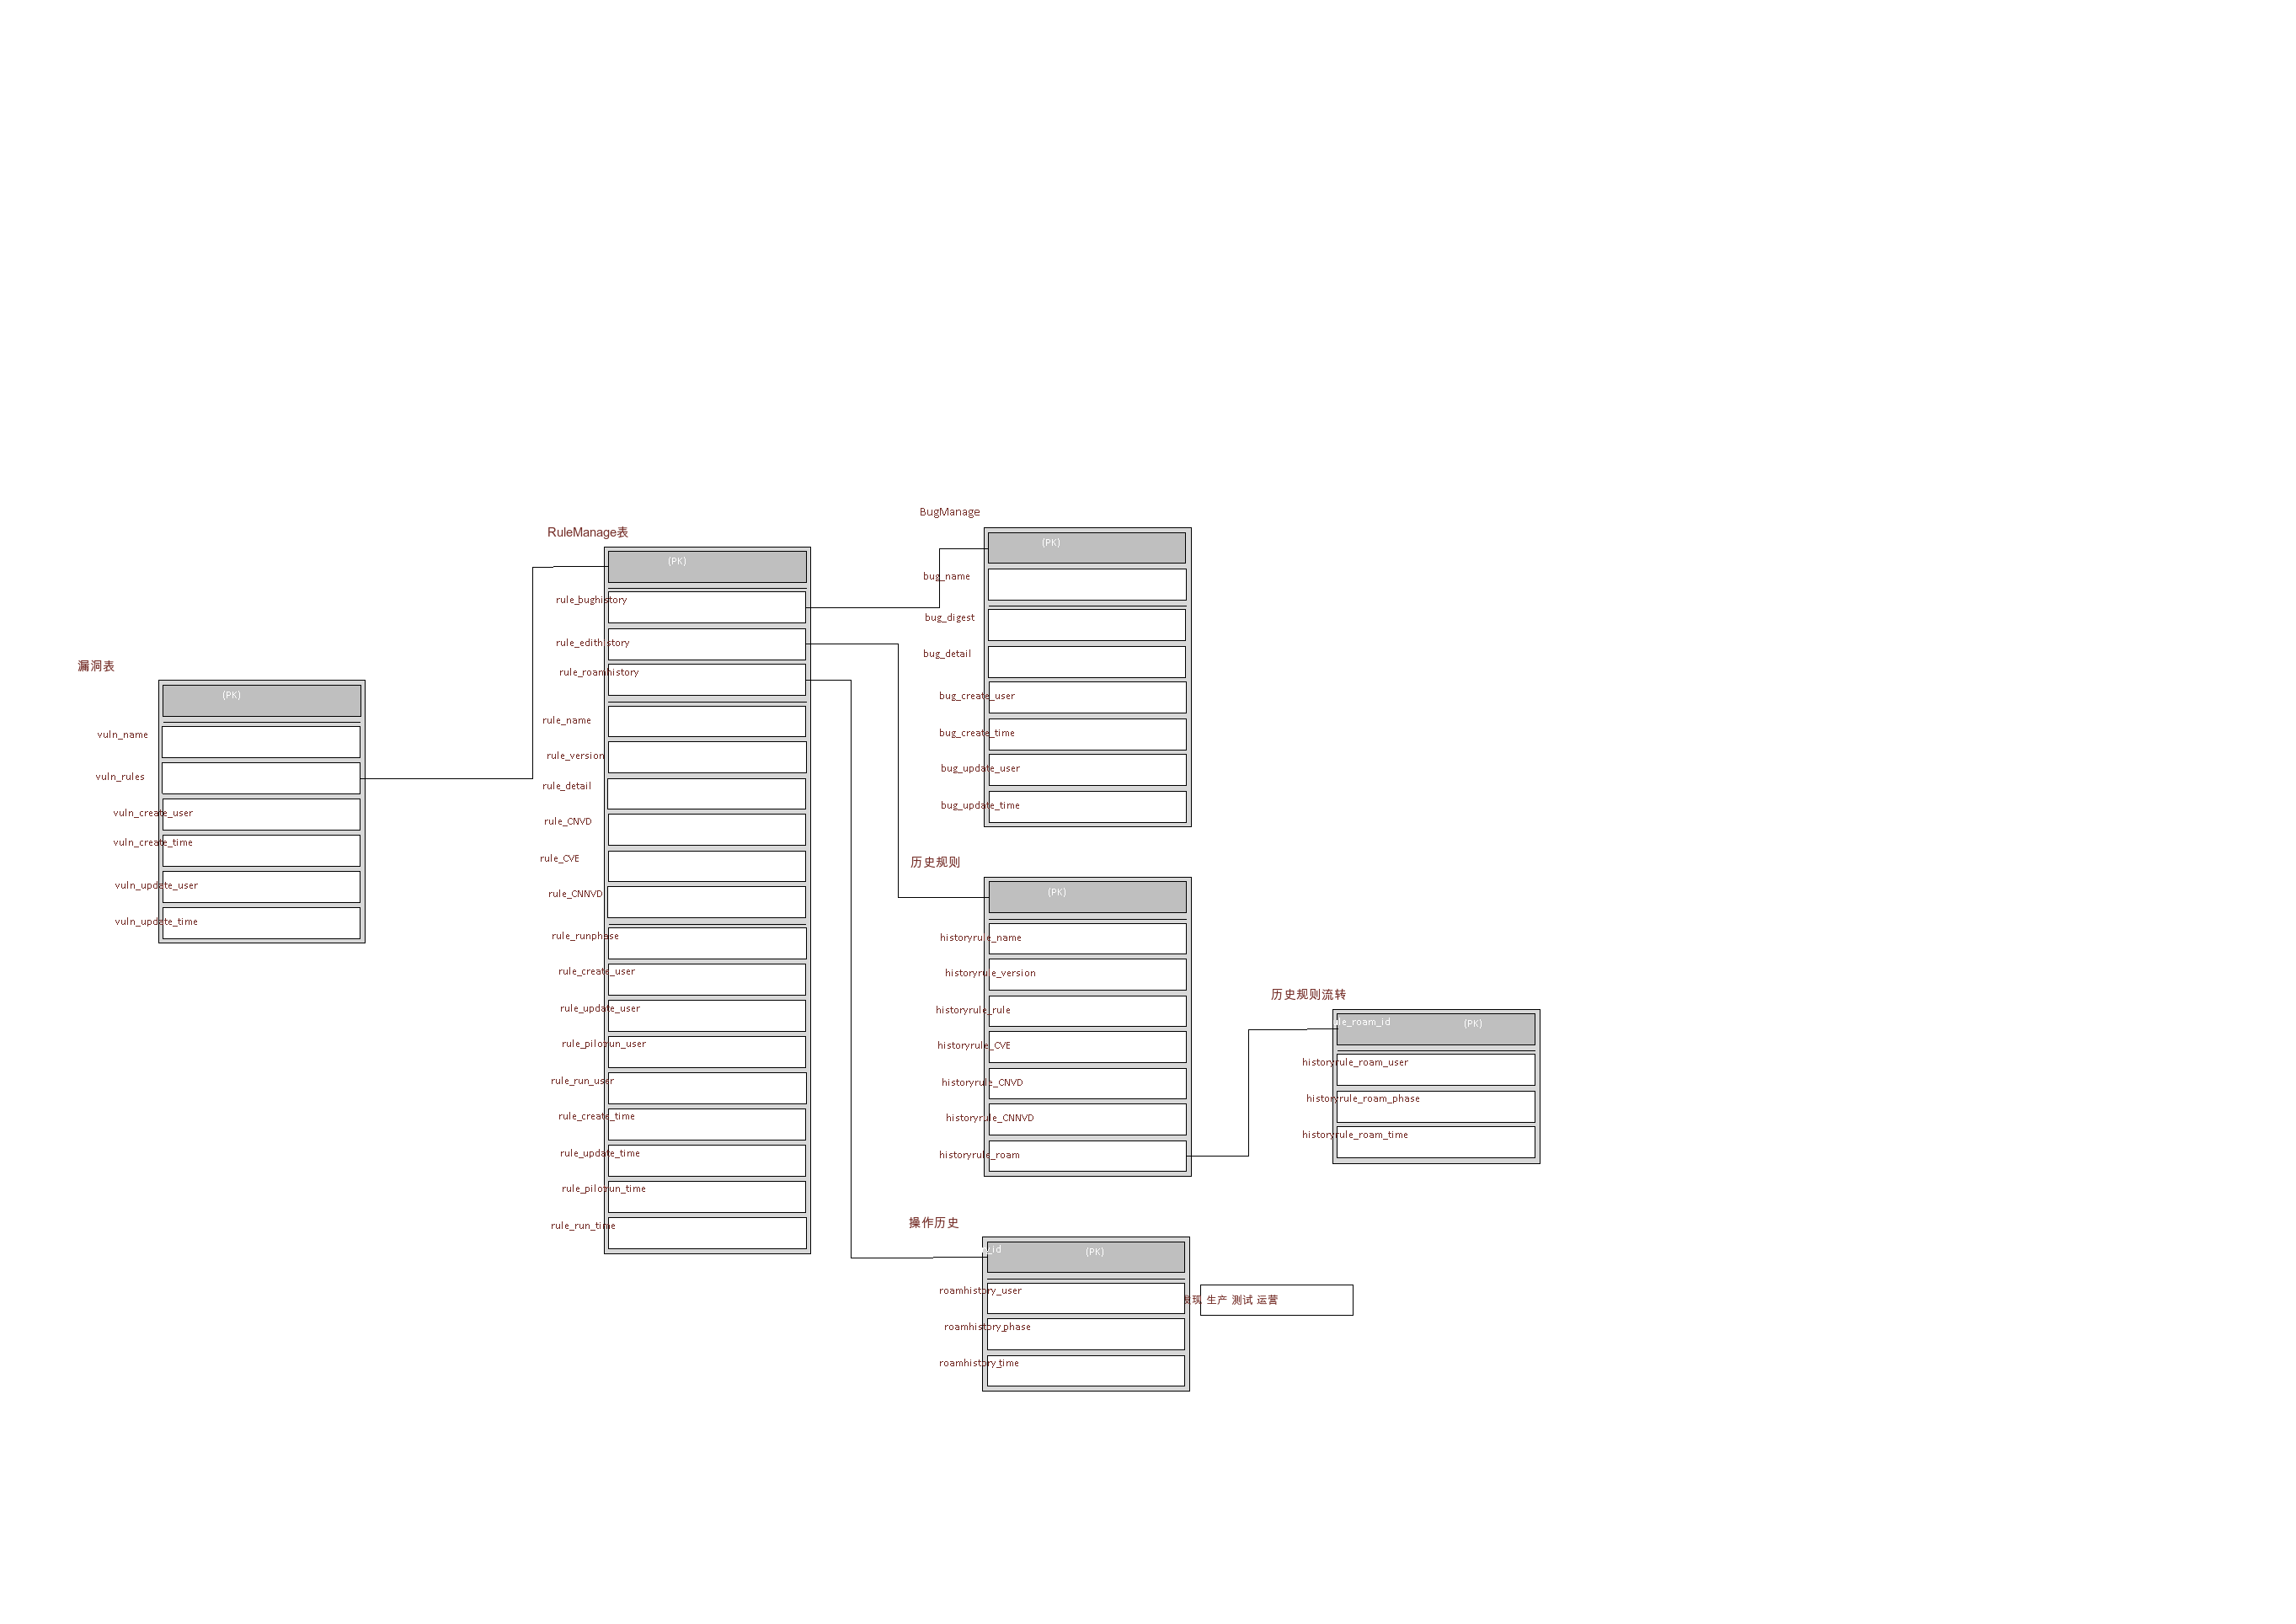 漏洞表
(PK)
vuln_name
vuln_rules
vuln_create_user
vuln_create_time
vuln_update_user
vuln_update_time
RuleManage表
(PK)
rule_bughistory
rule_edithistory
rule_roamhistory
rule_name
rule_version
rule_detail
rule_CNVD
rule_CVE
rule_CNNVD
rule_runphase
rule_create_user
rule_update_user
rule_pilotrun_user
rule_run_user
rule_create_time
rule_update_time
rule_pilotrun_time
rule_run_time
BugManage
(PK)
bug_name
bug_digest
bug_detail
bug_create_user
bug_create_time
bug_update_user
bug_update_time
历史规则
(PK)
historyrule_name
historyrule_version
historyrule_rule
historyrule_CVE
historyrule_CNVD
historyrule_CNNVD
historyrule_roam
历史规则流转
ule_roam_id (PK)
historyrule_roam_user
historyrule_roam_phase
historyrule_roam_time
操作历史
_id (PK)
roamhistory_user
roamhistory_phase
roamhistory_time
现 生产 测试 运营